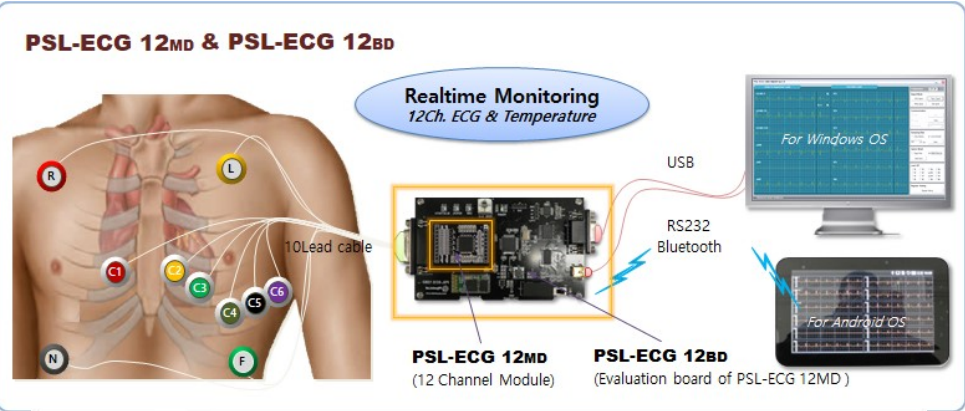 PSL-ECG 12MD & PSL-ECG 12BD
Realtime Monitoring
12Ch. ECG & Temperature
For Windows OS
USB
RS232
Bluetooth
10Lead cable
R
L
C1
C2
C3
C4
C5
C6
N
F
For Android OS
PSL-ECG 12MD
(12 Channel Module)
PSL-ECG 12BD
(Evaluation board of PSL-ECG 12MD )